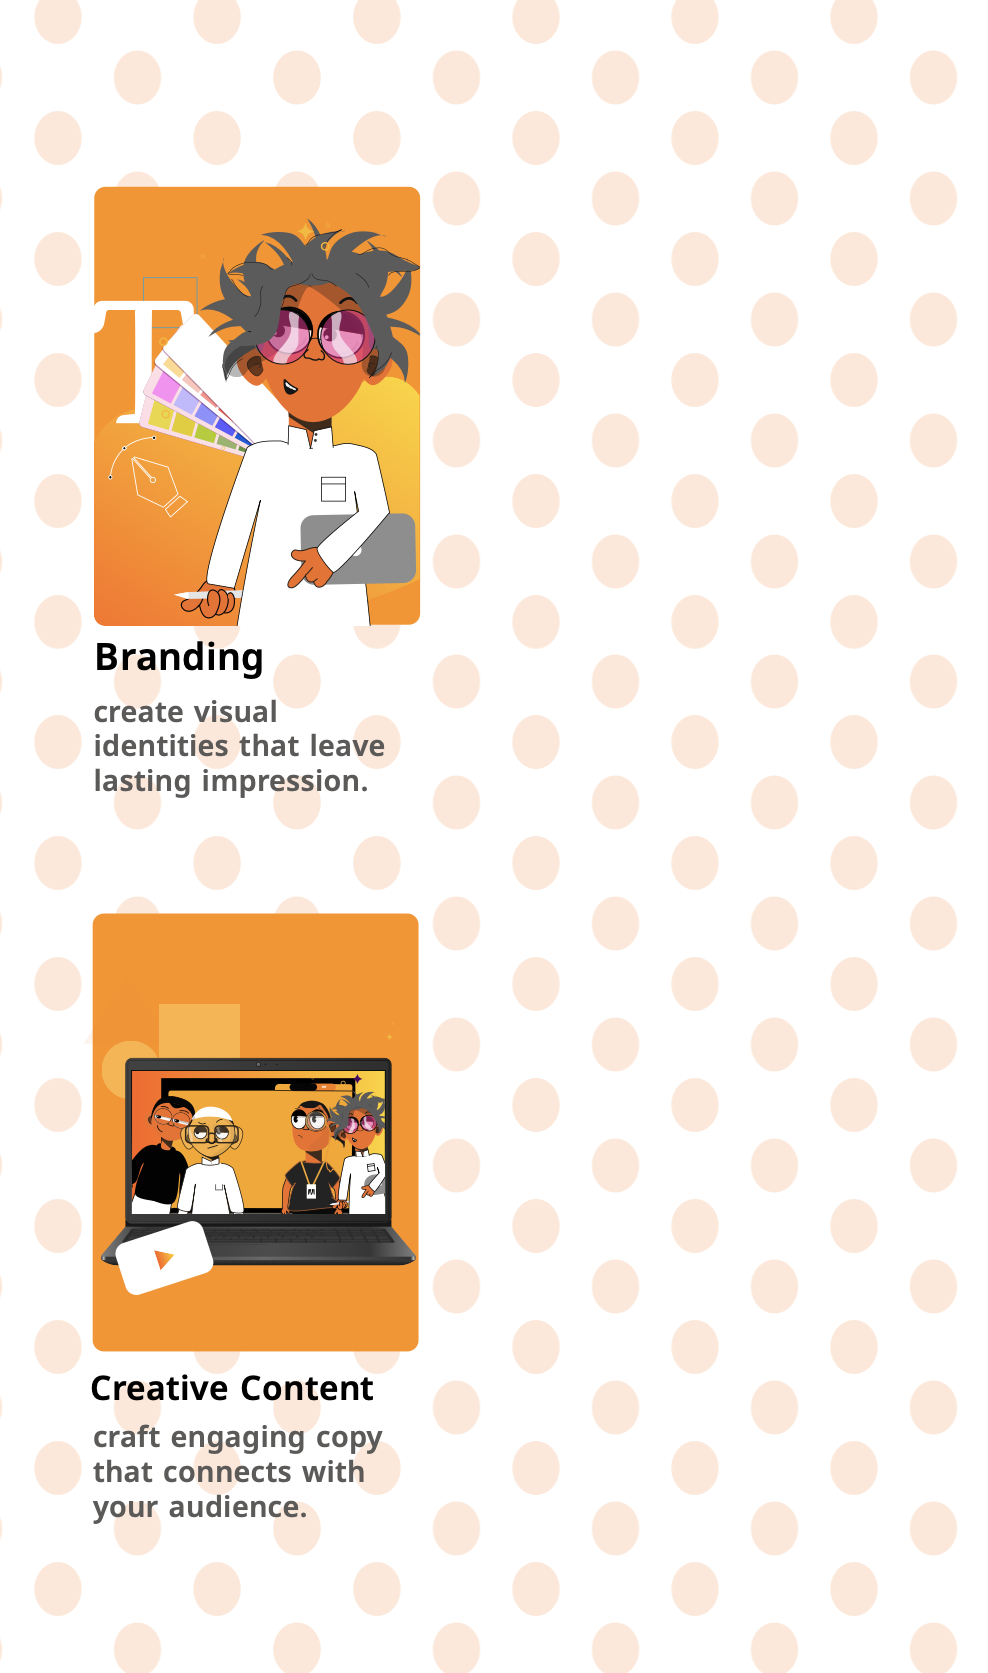 T
Branding
create visual
identities that leave
lasting impression.
Creative Content
craft engaging copy
that connects with
your audience.